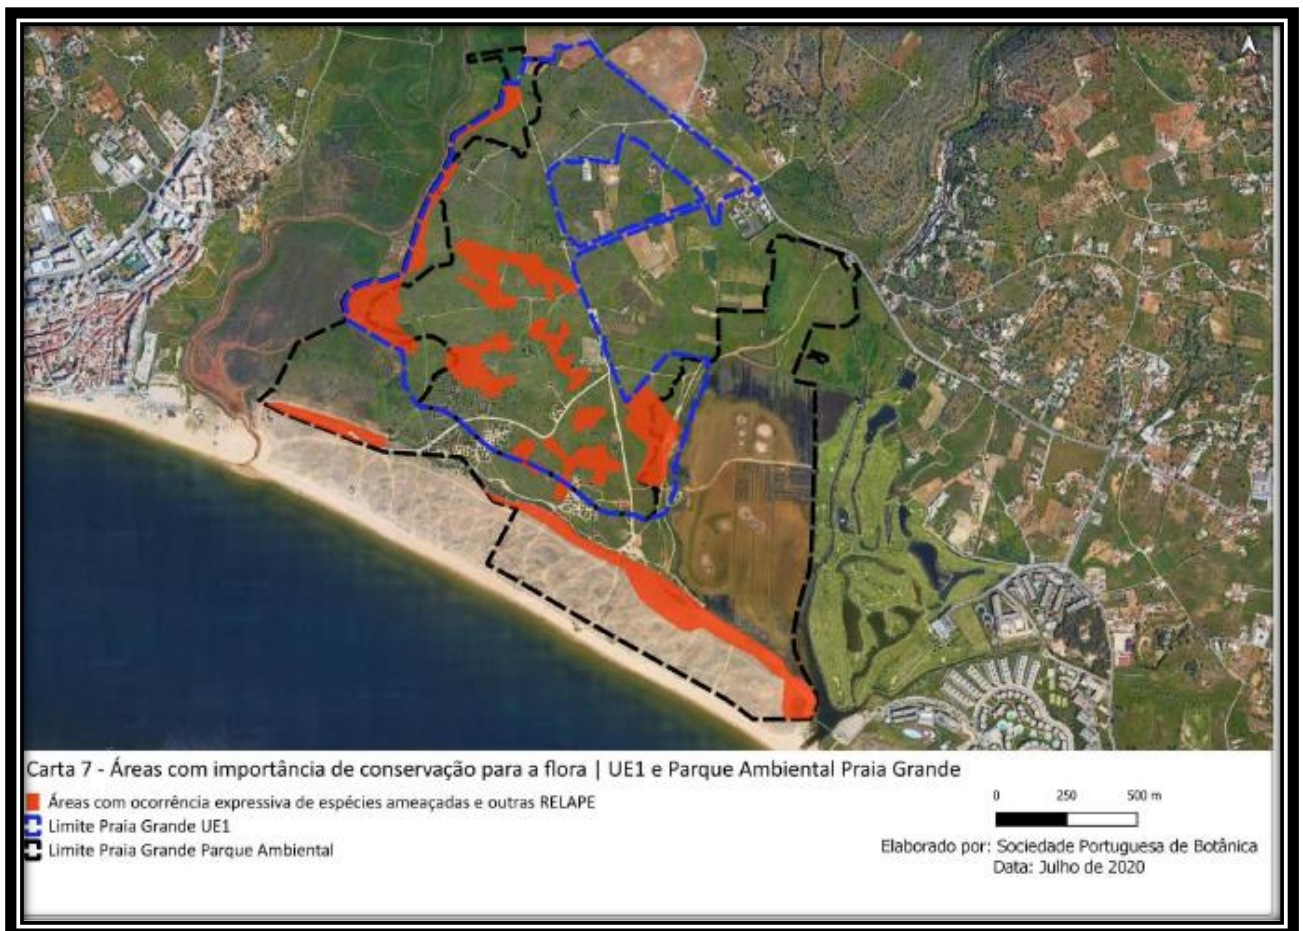 Carta 7 - Áreas com importância de conservação para a flora | UE1 e Parque Ambiental Praia Grande
Áreas com ocorrência expressiva de espécies ameaçadas e outras RELAPE
Limite Praia Grande UE1
Limite Praia Grande Parque Ambiental
0 250 500 m
Elaborado por: Sociedade Portuguesa de Botânica
Data: Julho de 2020